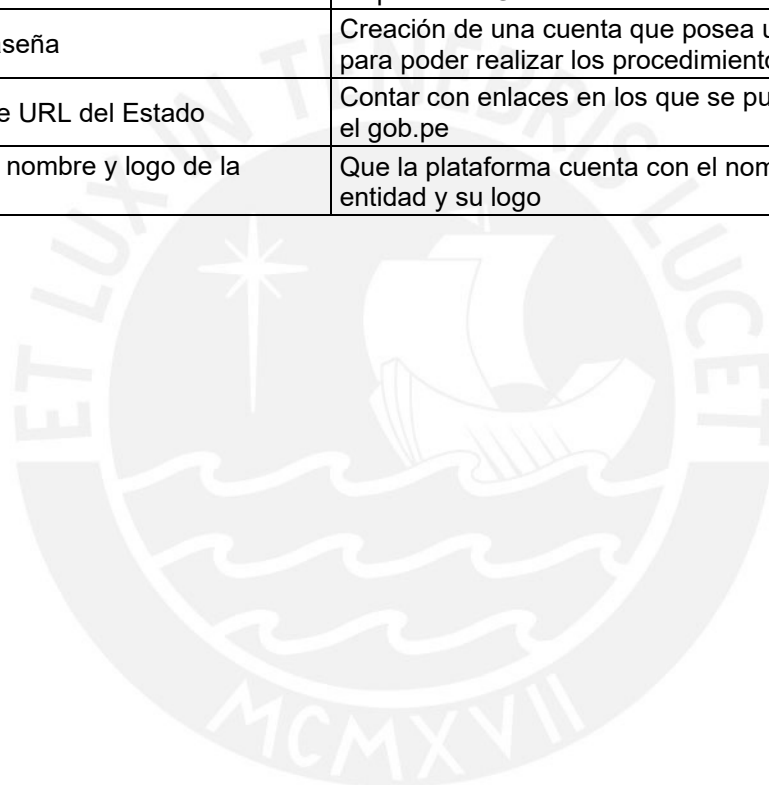 aseña
Creación de una cuenta que posea u
para poder realizar los procedimiento
e URL del Estado
Contar con enlaces en los que se pu
el gob.pe
nombre y logo de la
Que la plataforma cuenta con el nom
entidad y su logo
ET LUX IN TENEBRIS LUCET
MCMXVII